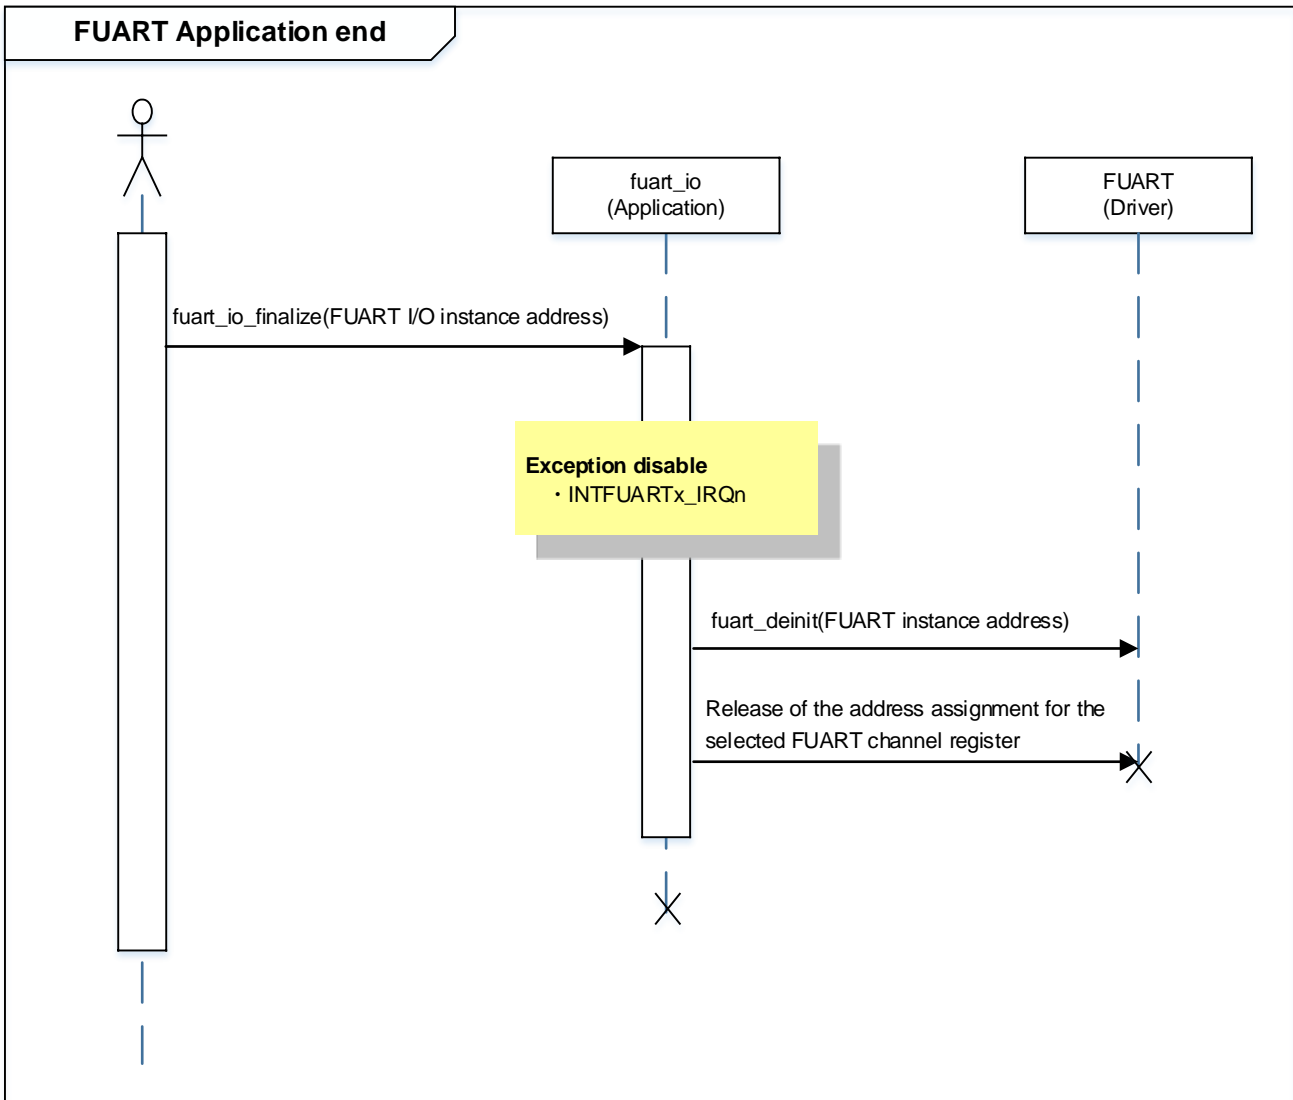 FUART Application end
fuart_io
(Application)
FUART
(Driver)
fuart_io_finalize(FUART I/O instance address)
Exception disable
・INTFUARTx_IRQn
fuart_deinit(FUART instance address)
Release of the address assignment for the
selected FUART channel register